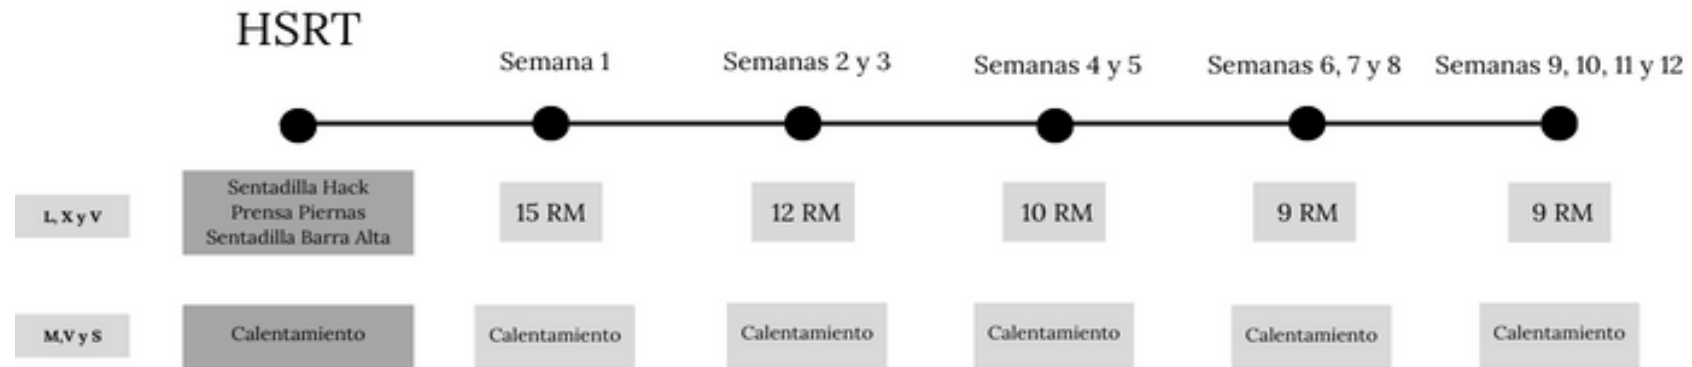 HSRT
Semana 1
Semanas 2 y 3
Semanas 4 y 5
Semanas 6, 7 y 8
Semanas 9, 10, 11 y 12
L, X y V
Sentadilla Hack
Prensa Piernas
Sentadilla Barra Alta
15 RM
12 RM
10 RM
9 RM
9 RM
M,V y S
Calentamiento
Calentamiento
Calentamiento
Calentamiento
Calentamiento
Calentamiento